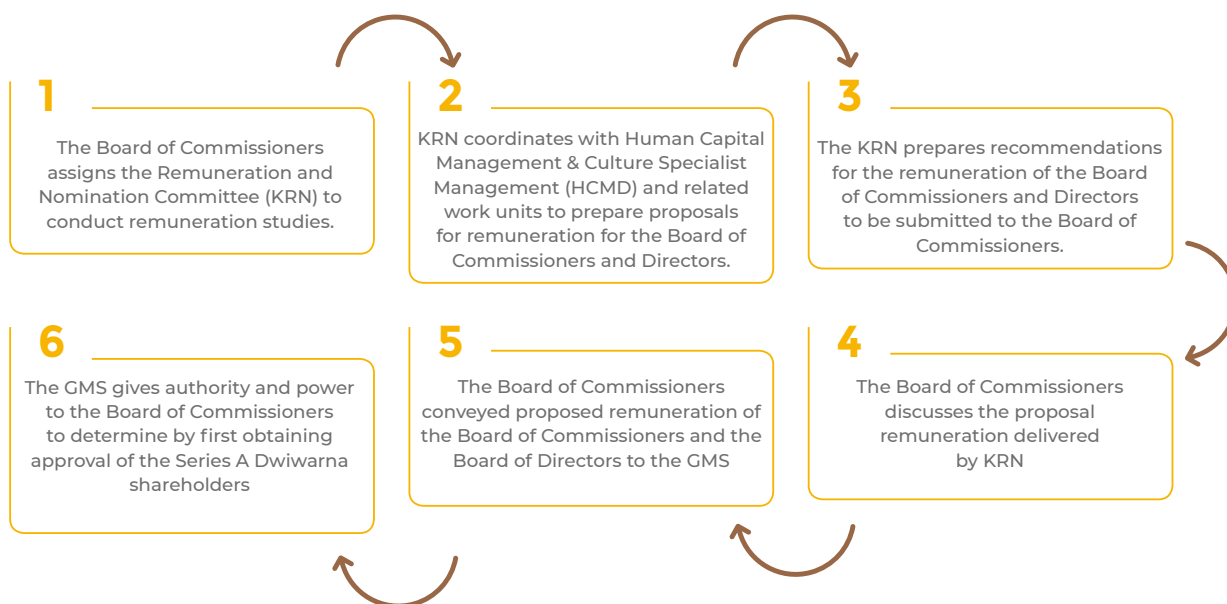 1
The Board of Commissioners
assigns the Remuneration and
Nomination Committee (KRN) to
conduct remuneration studies.
2
KRN coordinates with Human Capital
Management & Culture Specialist
Management (HCMD) and related
work units to prepare proposals
for remuneration for the Board of
Commissioners and Directors.
3
The KRN prepares recommendations
for the remuneration of the Board
of Commissioners and Directors
to be submitted to the Board of
Commissioners.
4
The Board of Commissioners
discusses the proposal
remuneration delivered
by KRN
5
The Board of Commissioners
conveyed proposed remuneration of
the Board of Commissioners and the
Board of Directors to the GMS
6
The GMS gives authority and power
to the Board of Commissioners
to determine by first obtaining
approval of the Series A Dwiwarna
shareholders